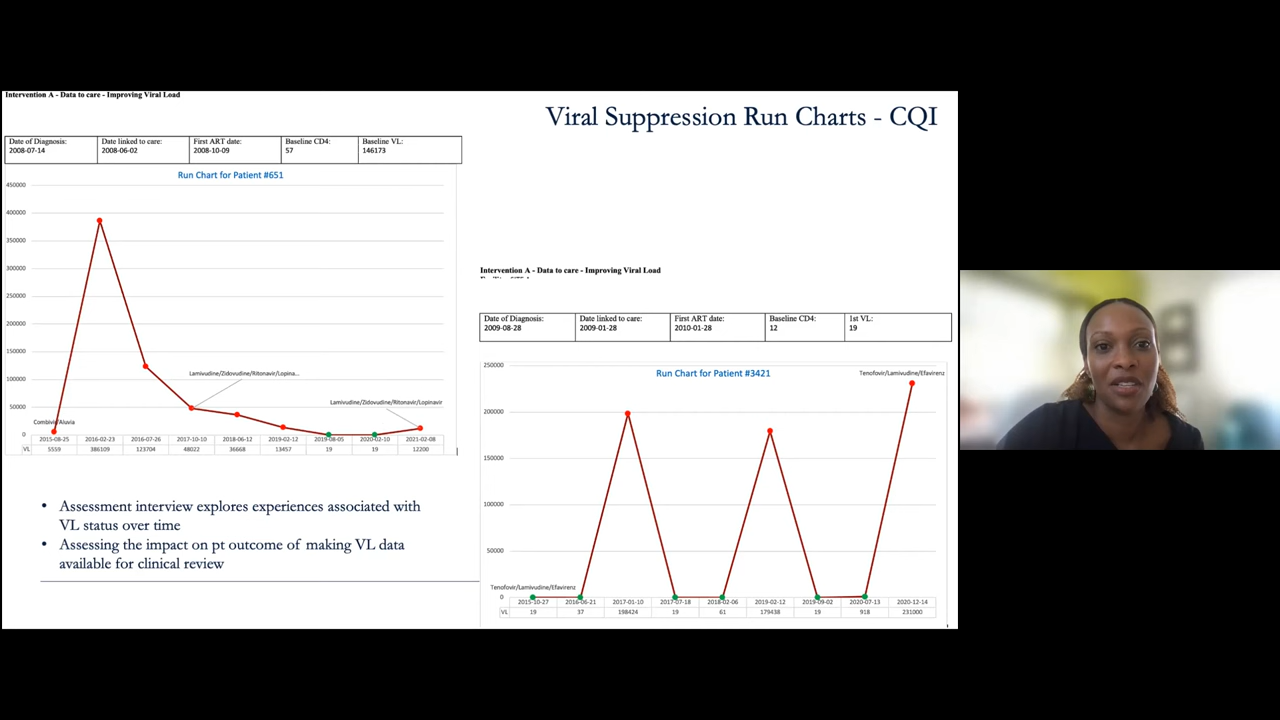 Intervention A - Data to care - Improving Viral Load
Viral Suppression Run Charts - CQI
Date of Diagnosis: Date linked to care: First ART date: Baseline CD4: Baseline VL:
2008-07-14 2008-06-02 2008-10-09 57 146173
Run Chart for Patient #651
450000
400000
350000
300000
250000
200000
150000
100000
50000
0
Lamivudine/Zidovudine/Ritonavir/Lopina...
Lamivudine/Zidovudine/Ritonavir/Lopinavir
Combivir/Aluvia
2015-08-25 2016-02-23 2016-07-26 2017-10-10 2018-06-12 2019-02-12 2019-08-05 2020-02-10 2021-02-08
VL 5559 386109 123704 48022 36668 13457 19 19 12200
• Assessment interview explores experiences associated with
VL status over time
• Assessing the impact on pt outcome of making VL data
available for clinical review
Intervention A - Data to care - Improving Viral Load
Date of Diagnosis: Date linked to care: First ART date: Baseline CD4: 1st VL:
2009-08-28 2009-01-28 2010-01-28 12 19
Run Chart for Patient #3421
Tenofovir/Lamivudine/Efavirenz
250000
200000
150000
100000
50000
0
Tenofovir/Lamivudine/Efavirenz
2015-10-27 2016-06-21 2017-01-10 2017-07-18 2018-02-06 2019-02-12 2019-09-02 2020-07-13 2020-12-14
VL 19 37 198424 19 61 179438 19 918 231000